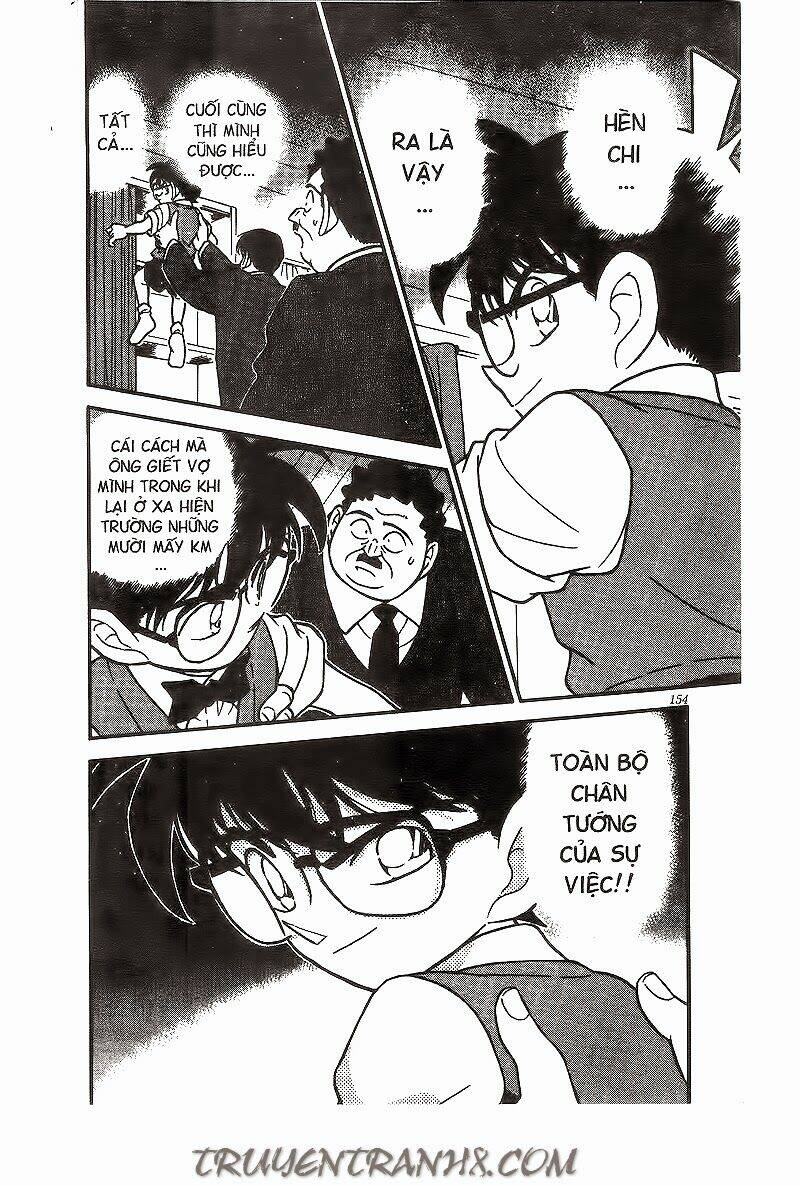 HÈN
CHI
...
RA LÀ
VẬY
...
CUỐI CÙNG
THÌ MÌNH
CŨNG HIỂU
ĐƯỢC...
TẤT
CẢ...
CÁI CÁCH MÀ
ÔNG GIẾT VỢ
MÌNH TRONG KHI
LẠI Ở XA HIỆN
TRƯỜNG NHỮNG
MƯỜI MẤY KM
...
154
TOÀN BỘ
CHÂN
TƯỚNG
CỦA SỰ
VIỆC!!
TRUYENTRANH8.COM